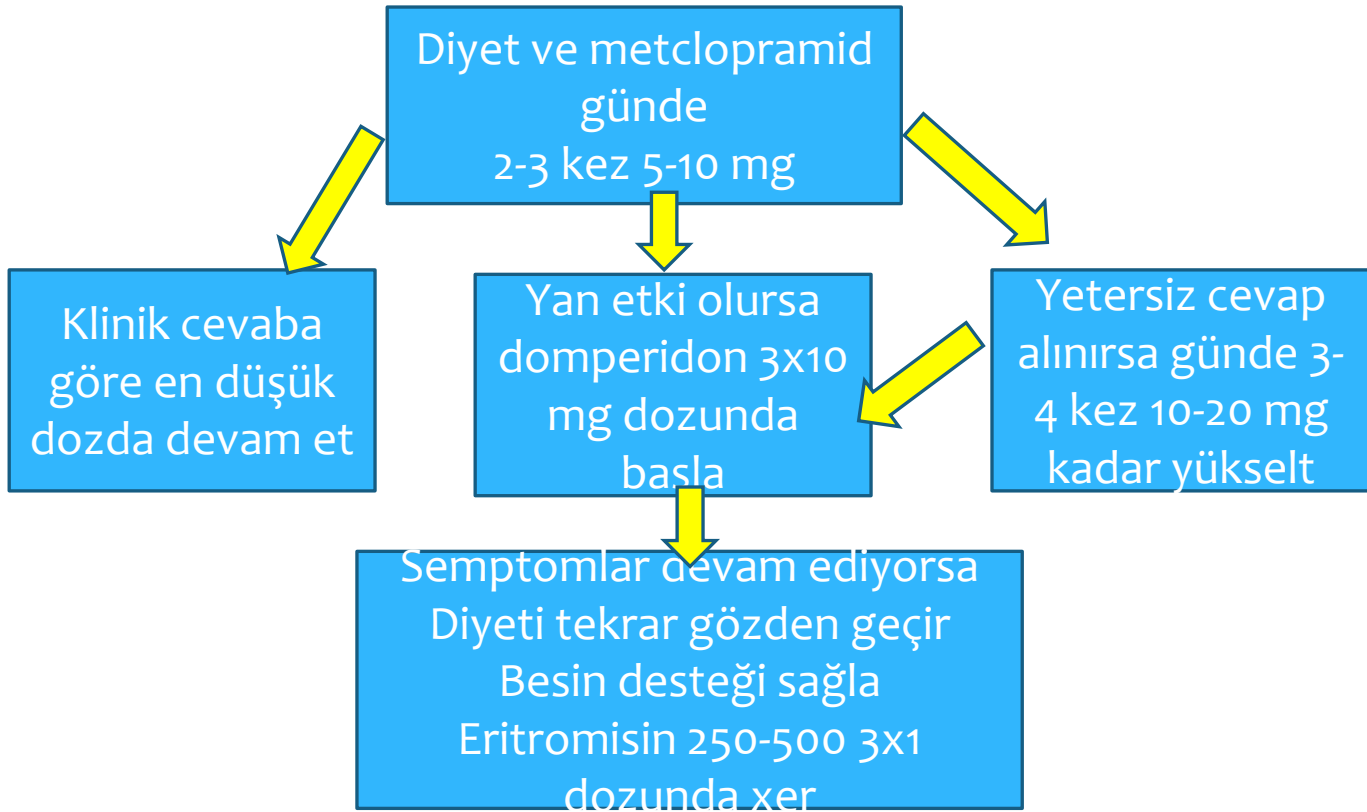 Diyet ve metclopramid
günde
2-3 kez 5-10 mg
Klinik cevaba
göre en düşük
dozda devam et
Yan etki olursa
domperidon 3x10
mg dozunda
başla
Yetersiz cevap
alınırsa günde 3-
4 kez 10-20 mg
kadar yükselt
Semptomlar devam ediyorsa
Diyeti tekrar gözden geçir
Besin desteği sağla
Eritromisin 250-500 3x1
dozunda xer